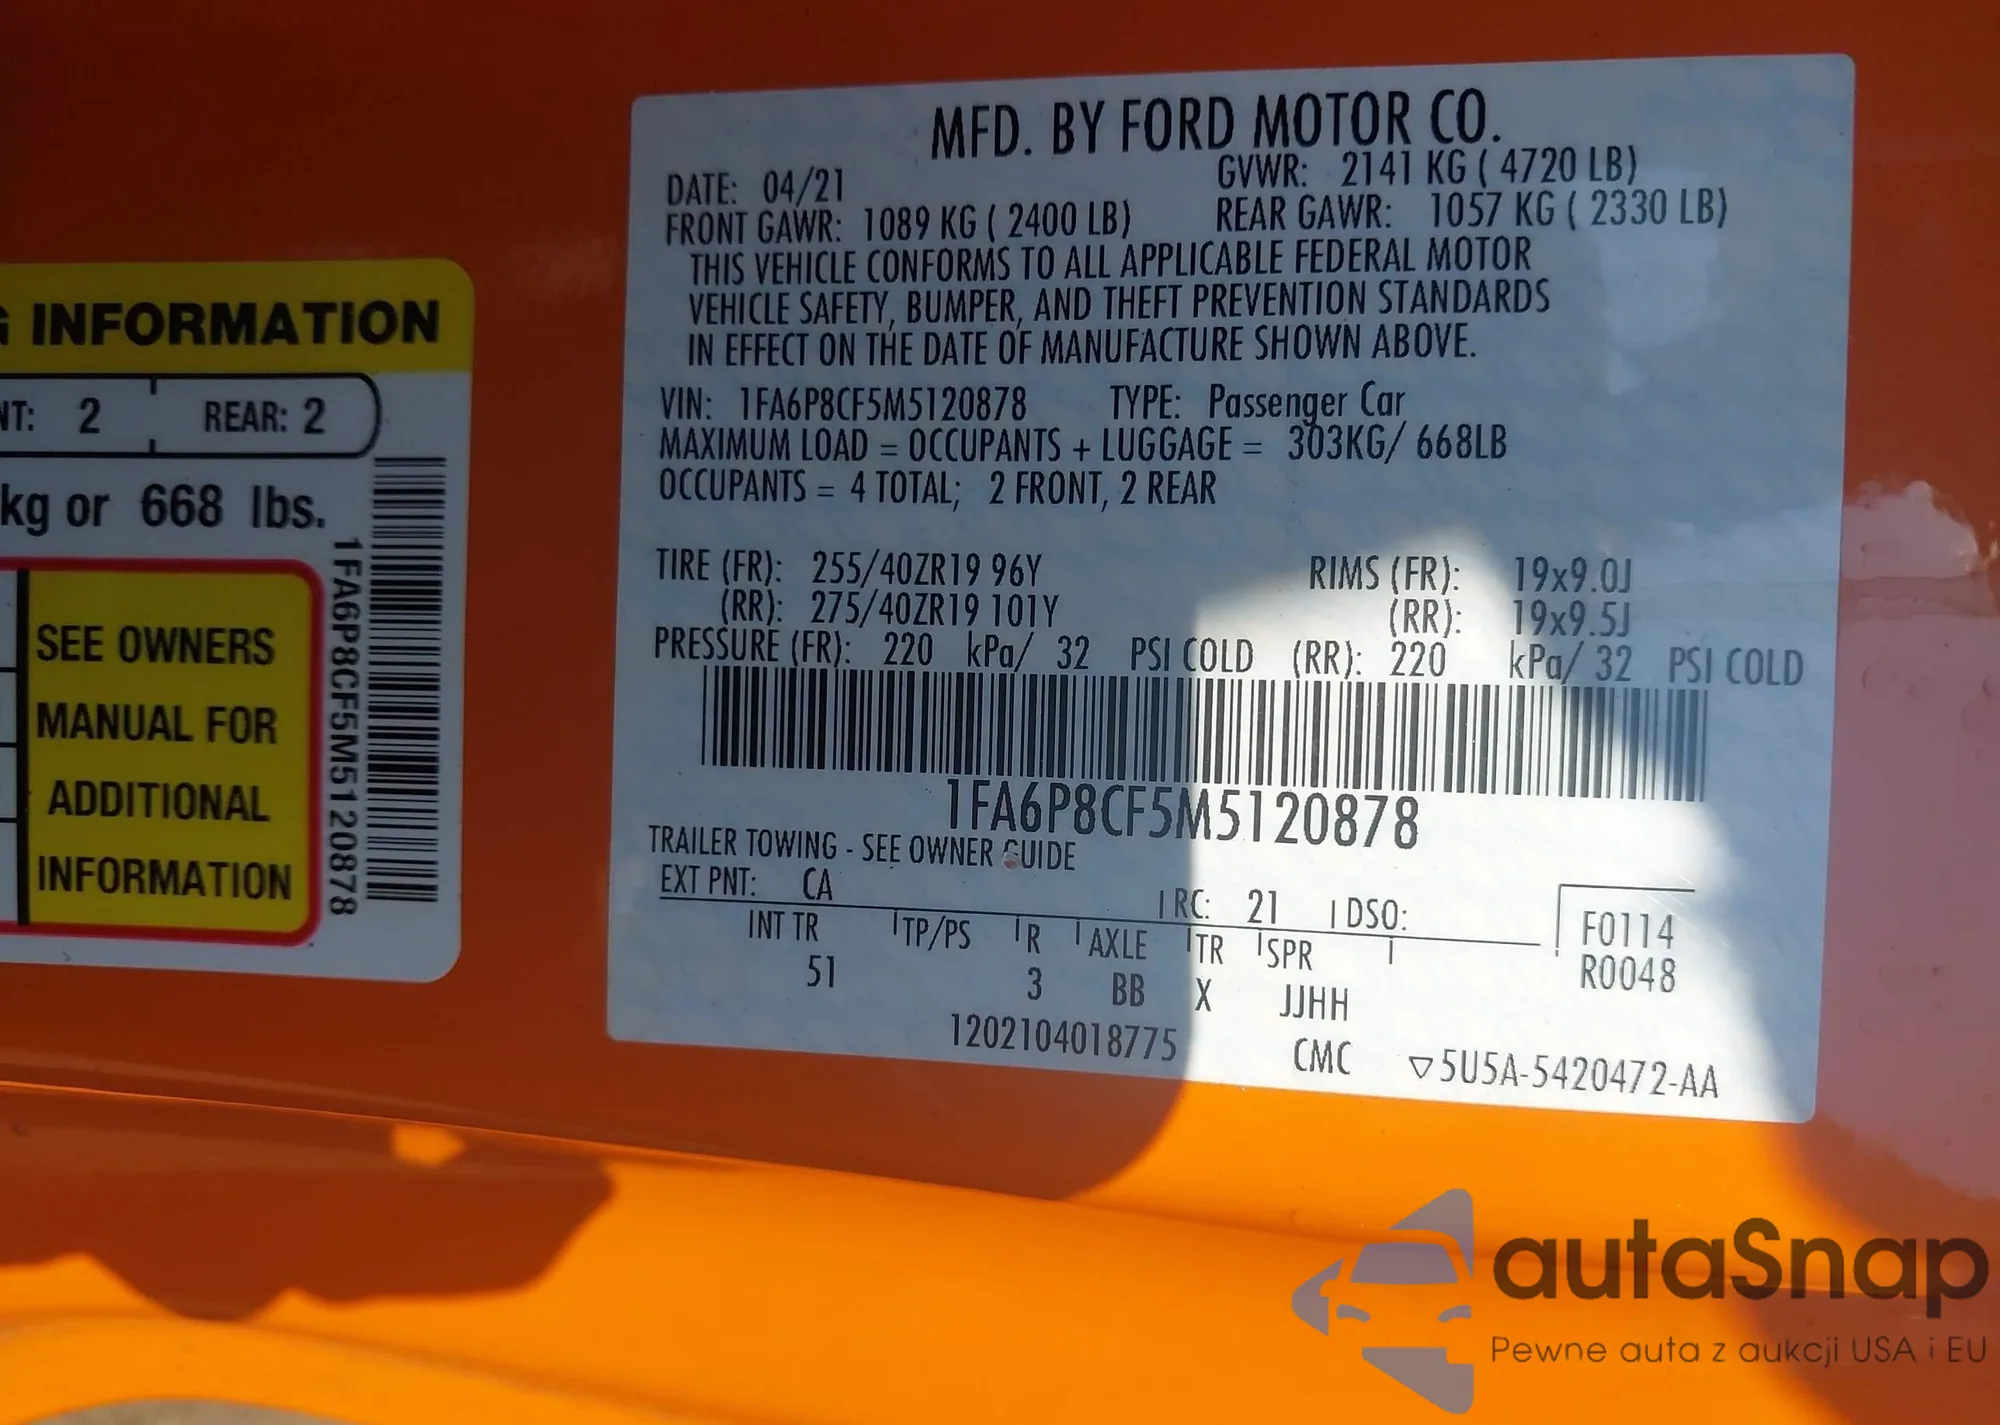 INFORMATION
NT: 2 REAR: 2
kg or 668 lbs.
SEE OWNERS
MANUAL FOR
ADDITIONAL
INFORMATION
1FA6P8CF5M5120878
MFD. BY FORD MOTOR CO.
DATE: 04/21 GVWR: 2141 KG ( 4720 LB)
FRONT GAWR: 1089 KG ( 2400 LB) REAR GAWR: 1057 KG ( 2330 LB)
THIS VEHICLE CONFORMS TO ALL APPLICABLE FEDERAL MOTOR
VEHICLE SAFETY, BUMPER, AND THEFT PREVENTION STANDARDS
IN EFFECT ON THE DATE OF MANUFACTURE SHOWN ABOVE.
VIN: 1FA6P8CF5M5120878 TYPE: Passenger Car
MAXIMUM LOAD = OCCUPANTS + LUGGAGE = 303KG/ 668LB
OCCUPANTS = 4 TOTAL; 2 FRONT, 2 REAR
TIRE (FR): 255/40ZR19 96Y RIMS (FR): 19x9.0J
(RR): 275/40ZR19 101Y (RR): 19x9.5J
PRESSURE (FR): 220 kPa/ 32 PSI COLD (RR): 220 kPa/ 32 PSI COLD
1FA6P8CF5M5120878
TRAILER TOWING - SEE OWNER GUIDE
EXT PNT: CA RC: 21 DSO:
INT TR TP/PS R AXLE TR SPR
51 3 BB X JJHH
F0114
R0048
1202104018775 CMC ▽5U5A-5420472-AA
autaSnap
Pewne auta z aukcji USA i EU